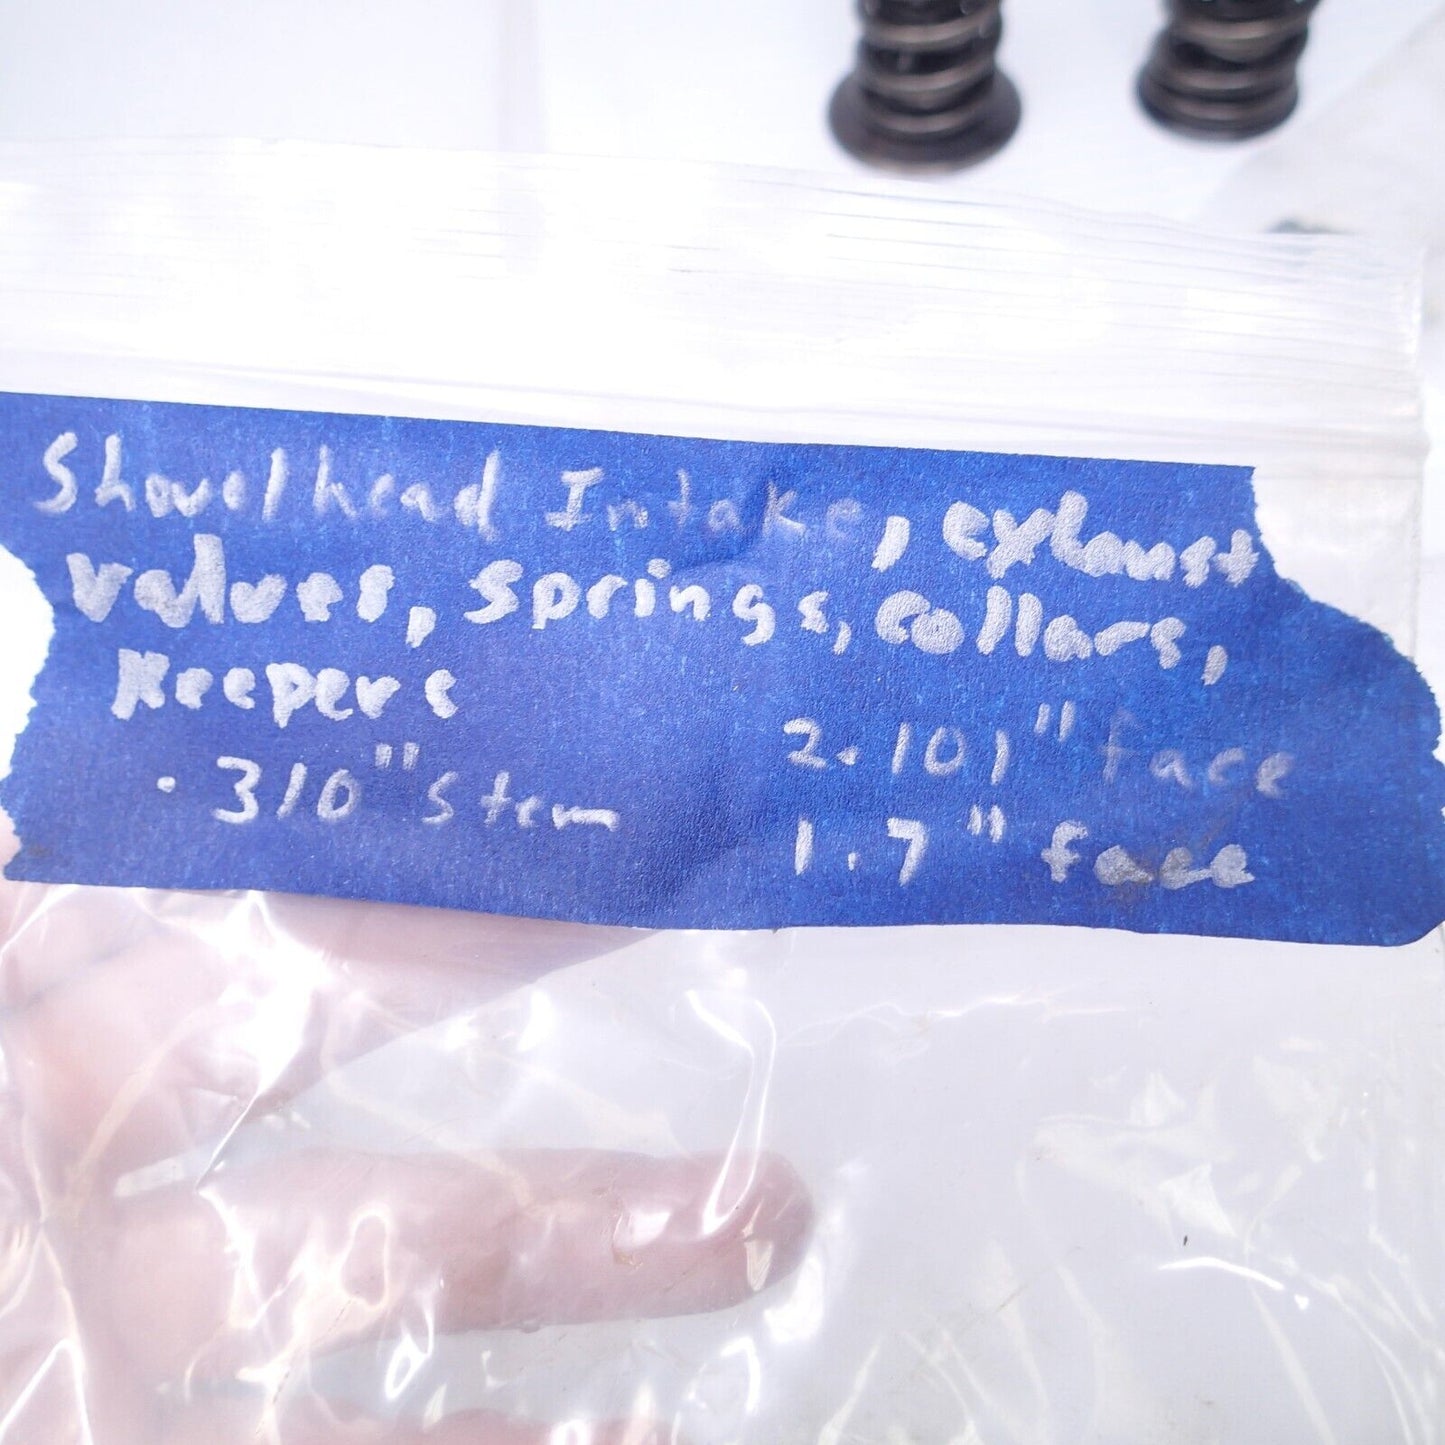 Shovelhead Intake, exhaust
valves, springs, collars,
Keepers
.310" stem
2.101" face
1.7" face